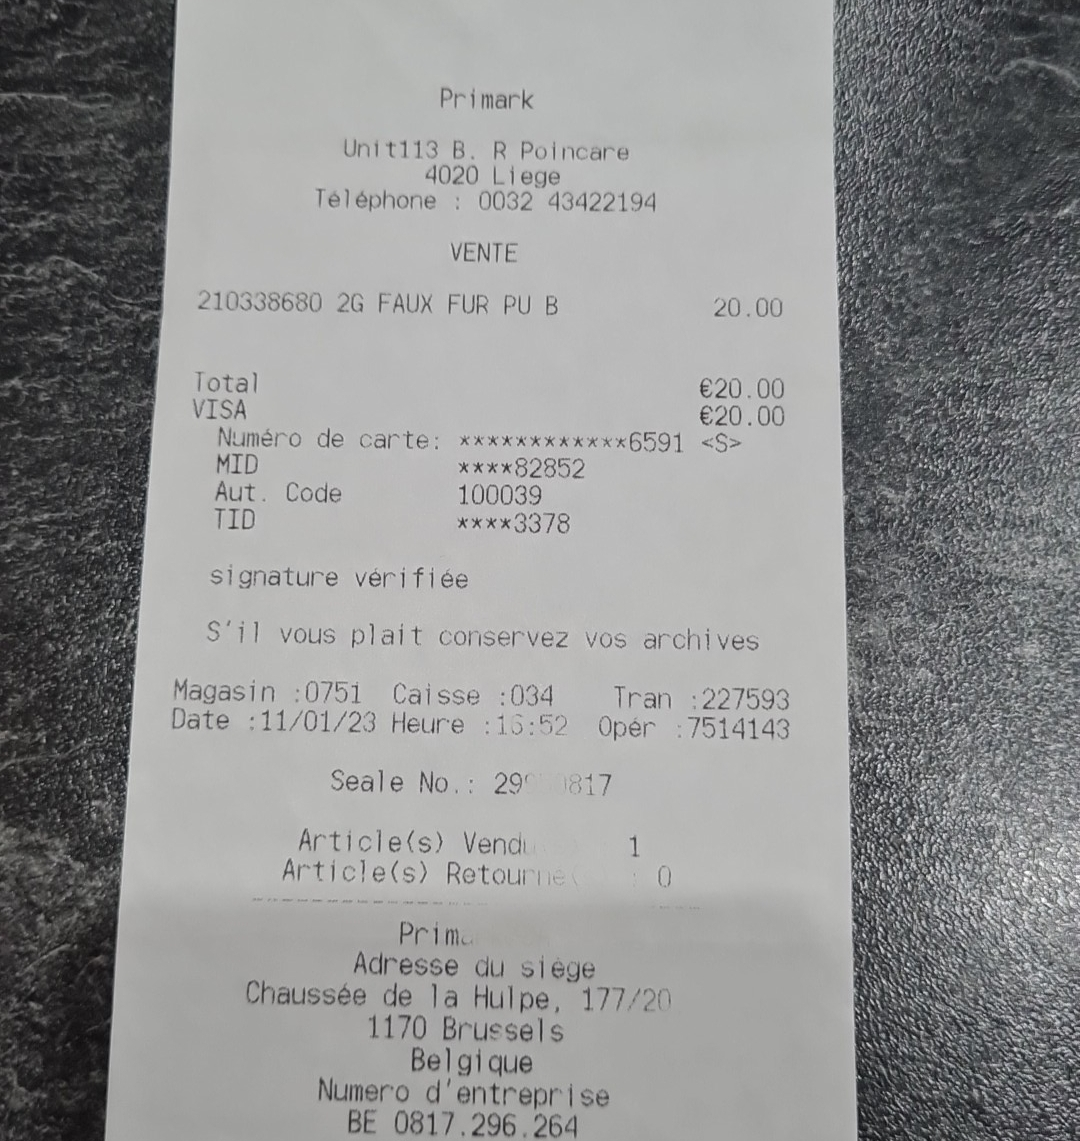 Primark
Unit113 B. R Poincare
4020 Liege
Téléphone : 0032 43422194
VENTE
210338680 2G FAUX FUR PU B 20.00
Total €20.00
VISA €20.00
Numéro de carte: ************6591 <S>
MID ****82852
Aut. Code 100039
TID ****3378
signature vérifiée
S'il vous plait conservez vos archives
Magasin :0751 Caisse :034 Tran :227593
Date :11/01/23 Heure :16:52 Opér :7514143
Seale No.:
Article(s) 1
Article(s) : 0
Adresse du siège
Chaussée de la Hulpe, 177/20
1170 Brussels
Belgique
Numero d'entreprise
BE 0817.296.264